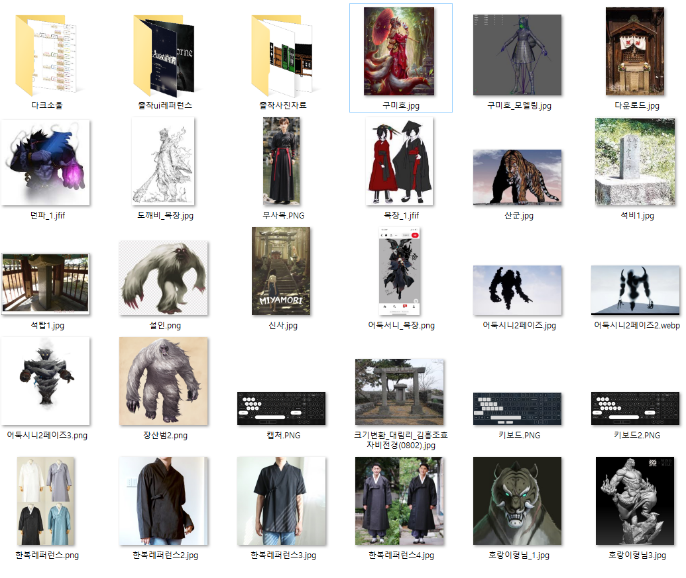 다크소울
졸작ui레퍼런스
졸작사진자료
구미호.jpg
구미호_모델링.jpg
다운로드.jpg
먼파_1.jfif
도깨비_복장.jpg
무사복.PNG
복장_1.jfif
산군.jpg
석비1.jpg
석탑1.jpg
설인.png
MIYAMORI
신사.jpg
어둑서니_복장.png
어둑시니2페이즈.jpg
어둑시니2페이즈2.webp
어둑시니2페이즈3.png
장산범2.png
캡처.PNG
크기변환_대림리_김홍조효
자비전경(0802).jpg
키보드.PNG
키보드2.PNG
한복레퍼런스.png
한복레퍼런스2.jpg
한복레퍼런스3.jpg
한복레퍼런스4.jpg
호랑이형님_1.jpg
호랑이형님3.jpg